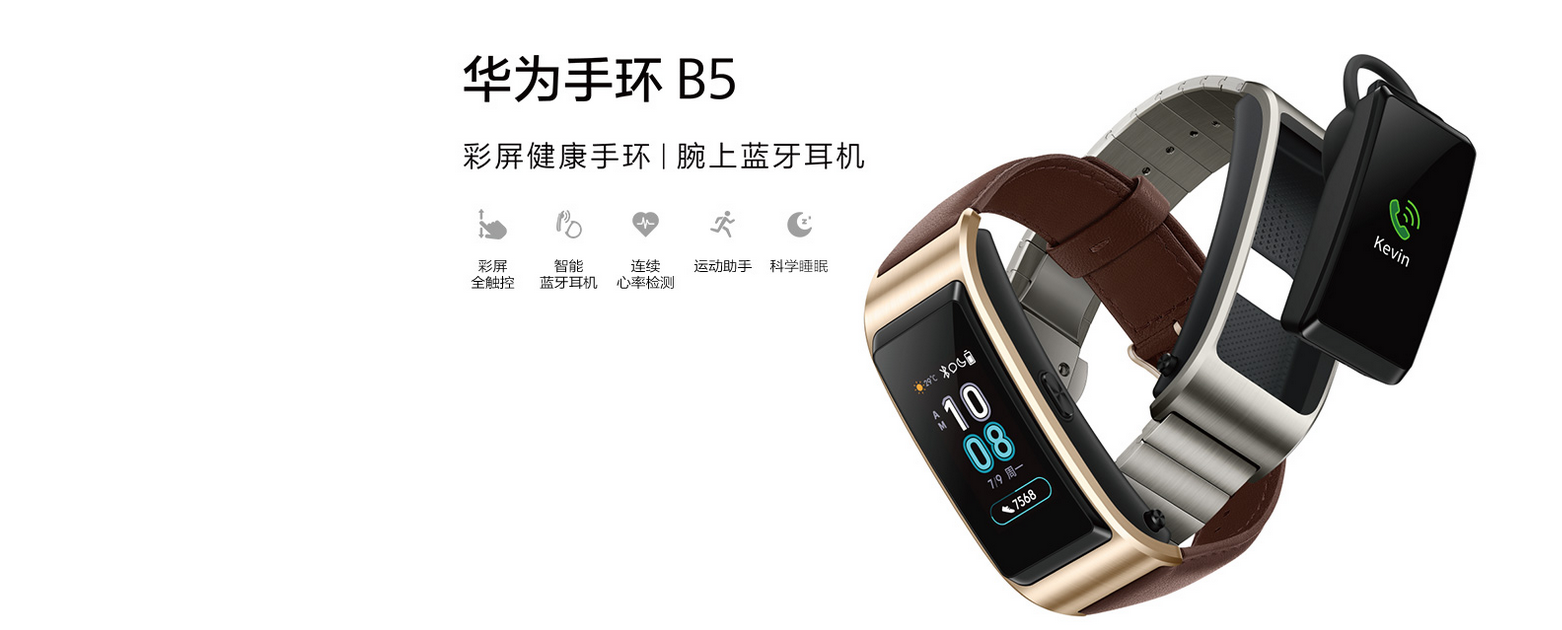 华为手环 B5
彩屏健康手环 | 腕上蓝牙耳机
彩屏
全触控
智能
蓝牙耳机
连续
心率检测
运动助手
科学睡眠
Kevin
29°C
AM
10
08
7/9 周一
7568